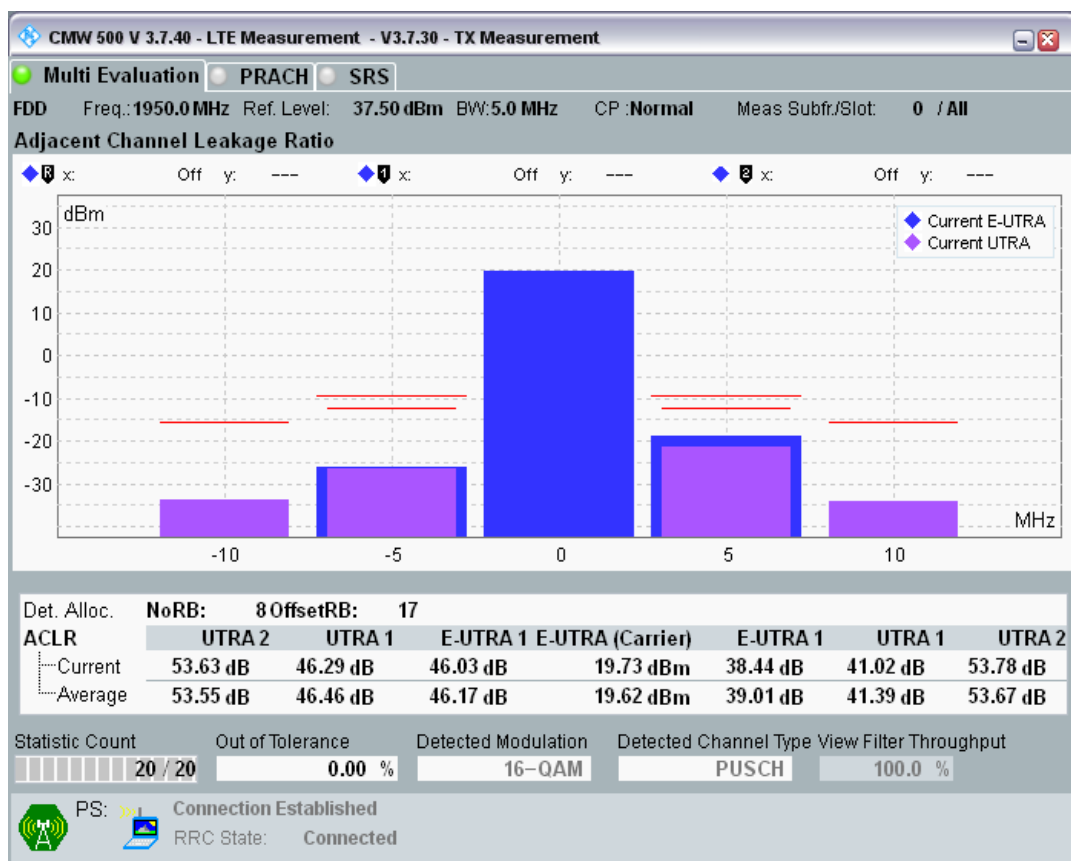 CMW 500 V 3.7.40 - LTE Measurement - V3.7.30 - TX Measurement
Multi Evaluation PRACH SRS
FDD Freq.: 1950.0 MHz Ref. Level: 37.50 dBm BW: 5.0 MHz CP : Normal Meas Subfr./Slot: 0 / All
Adjacent Channel Leakage Ratio
R x: Off y: --- 1 x: Off y: --- 2 x: Off y: ---
dBm
Current E-UTRA
Current UTRA
30
20
10
0
-10
-20
-30
MHz
-10 -5 0 5 10
Det. Alloc. NoRB: 8 OffsetRB: 17
ACLR UTRA 2 UTRA 1 E-UTRA 1 E-UTRA (Carrier) E-UTRA 1 UTRA 1 UTRA 2
Current 53.63 dB 46.29 dB 46.03 dB 19.73 dBm 38.44 dB 41.02 dB 53.78 dB
Average 53.55 dB 46.46 dB 46.17 dB 19.62 dBm 39.01 dB 41.39 dB 53.67 dB
Statistic Count Out of Tolerance Detected Modulation Detected Channel Type View Filter Throughput
20 / 20 0.00 % 16-QAM PUSCH 100.0 %
PS: Connection Established
RRC State: Connected